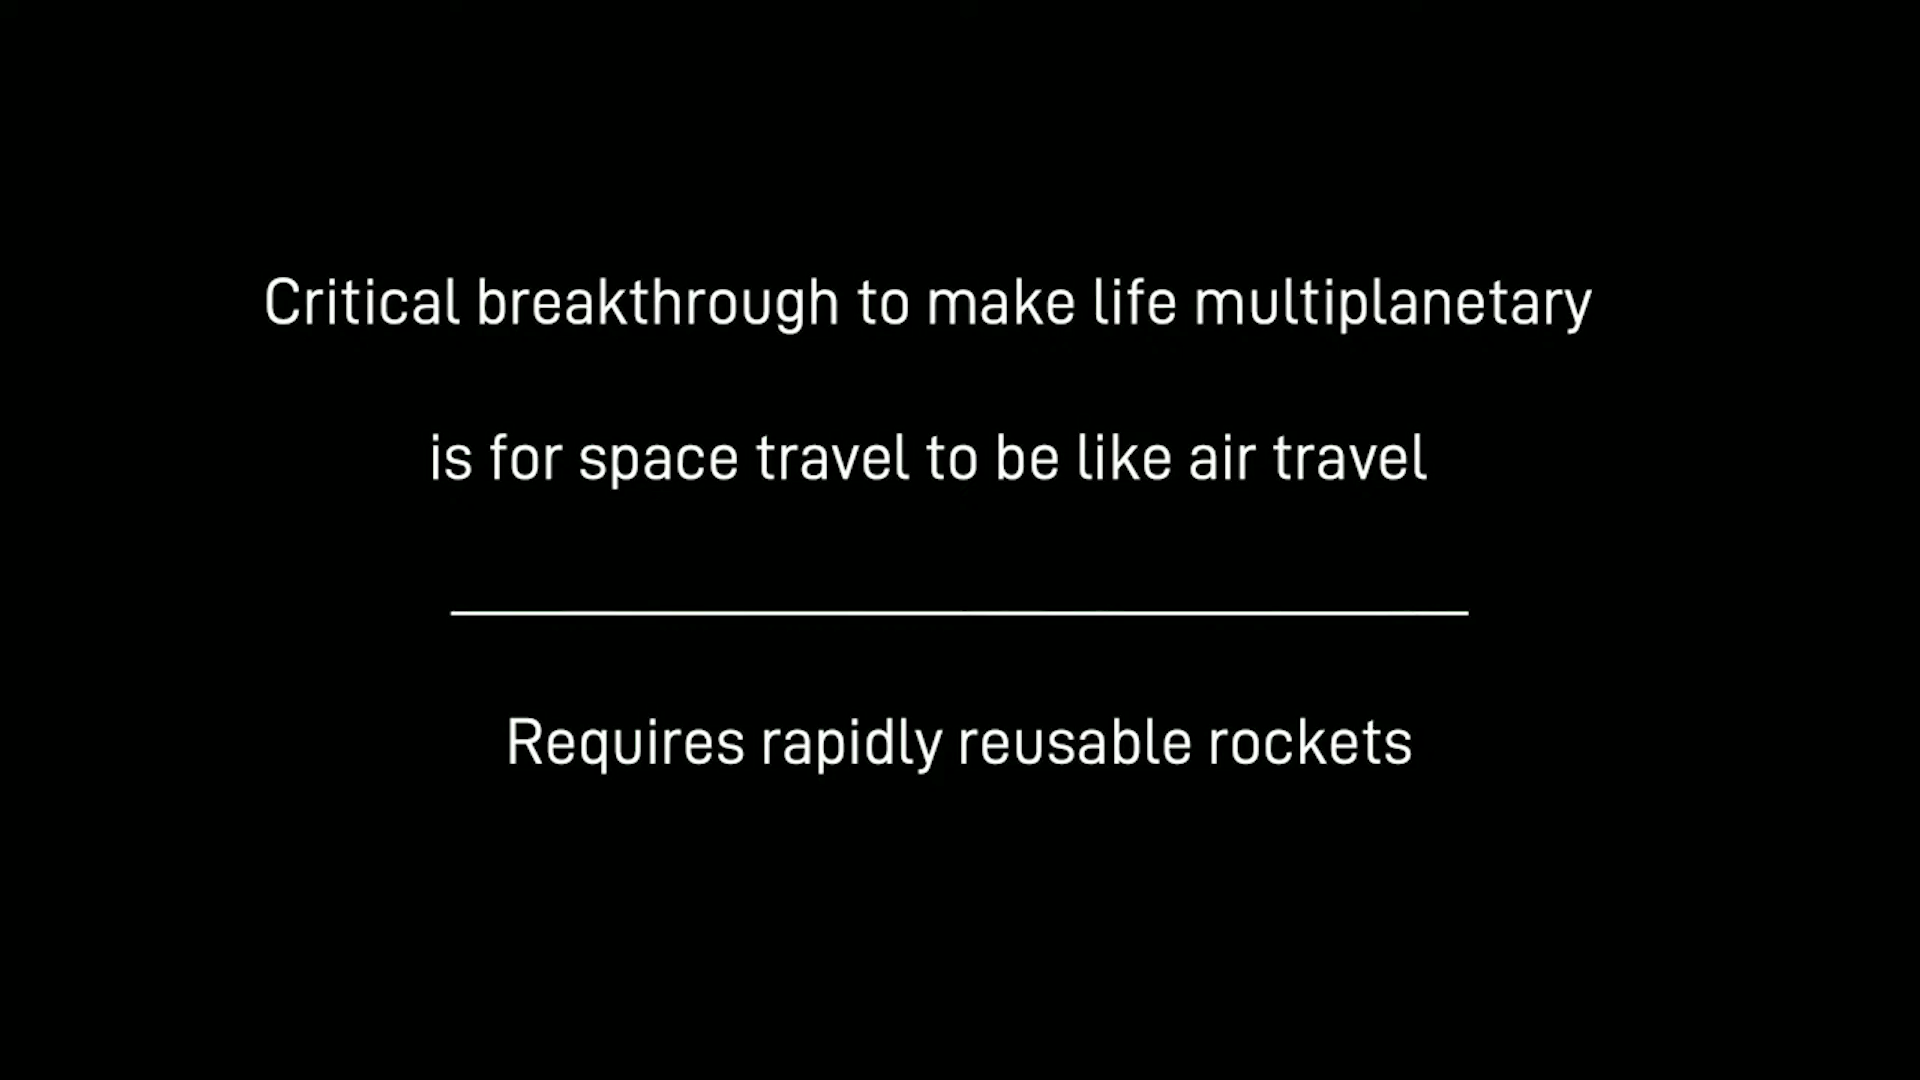 Critical breakthrough to make life multiplanetary
is for space travel to be like air travel
Requires rapidly reusable rockets